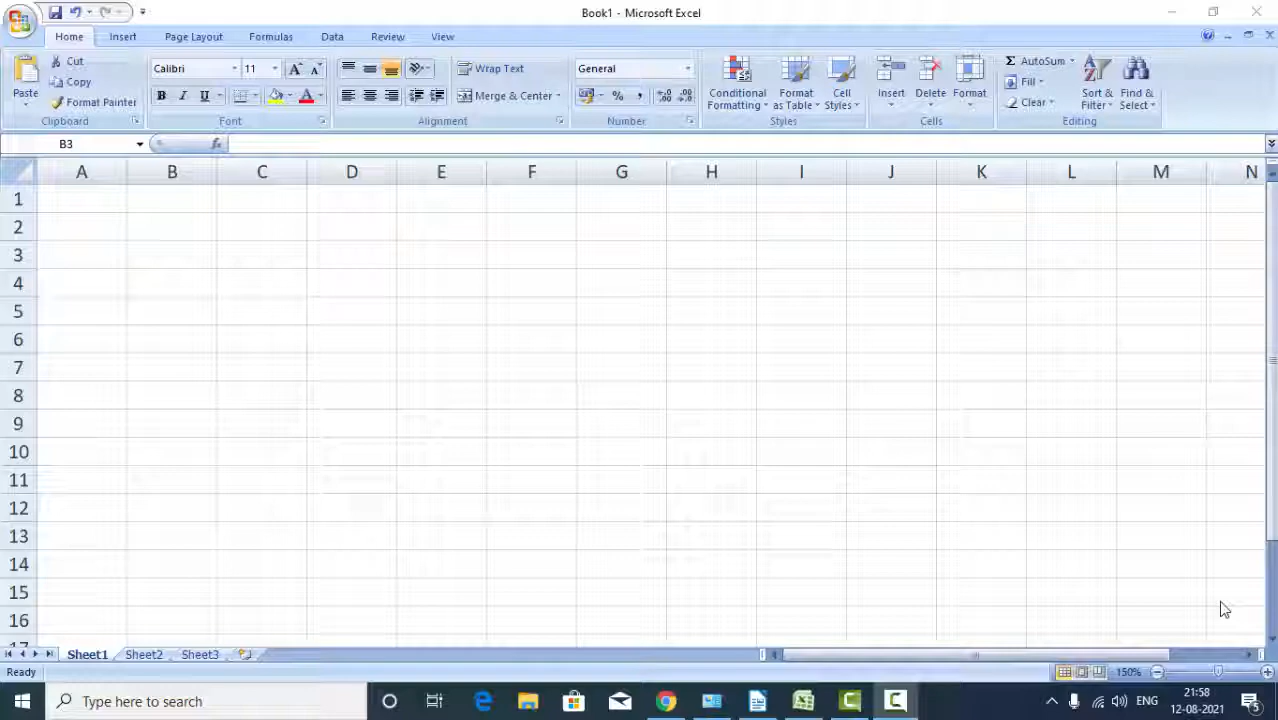 Book1 - Microsoft Excel
Home Insert Page Layout Formulas Data Review View
Paste
Cut
Copy
Format Painter
Clipboard
Calibri 11
B I U
Font
Wrap Text
Merge & Center
Alignment
General
% ,
Number
Conditional Formatting
Format as Table
Cell Styles
Styles
Insert
Delete
Format
Cells
Σ AutoSum
Fill
Clear
Sort & Filter
Find & Select
Editing
B3 fx
A B C D E F G H I J K L M N
1
2
3
4
5
6
7
8
9
10
11
12
13
14
15
16
17
Sheet1 Sheet2 Sheet3
Ready 150%
Type here to search
ENG
21:58
12-08-2021
5